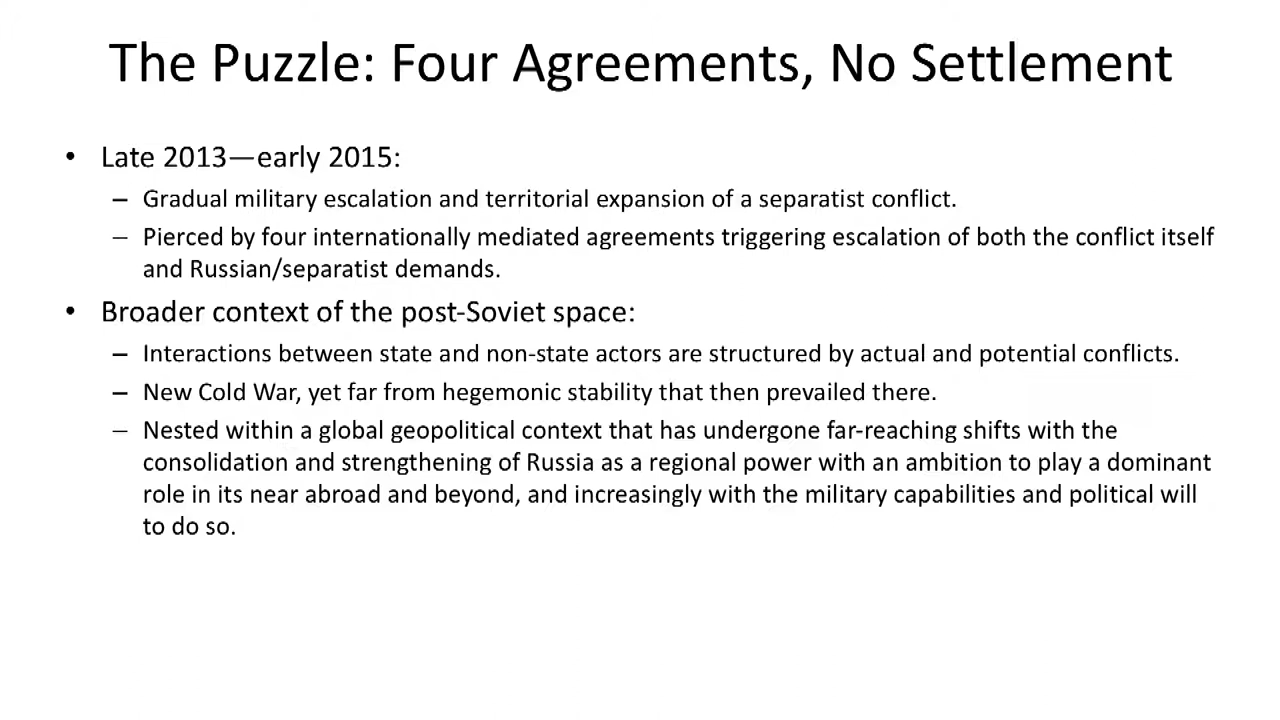 The Puzzle: Four Agreements, No Settlement
• Late 2013—early 2015:
– Gradual military escalation and territorial expansion of a separatist conflict.
– Pierced by four internationally mediated agreements triggering escalation of both the conflict itself
and Russian/separatist demands.
• Broader context of the post-Soviet space:
– Interactions between state and non-state actors are structured by actual and potential conflicts.
– New Cold War, yet far from hegemonic stability that then prevailed there.
– Nested within a global geopolitical context that has undergone far-reaching shifts with the
consolidation and strengthening of Russia as a regional power with an ambition to play a dominant
role in its near abroad and beyond, and increasingly with the military capabilities and political will
to do so.